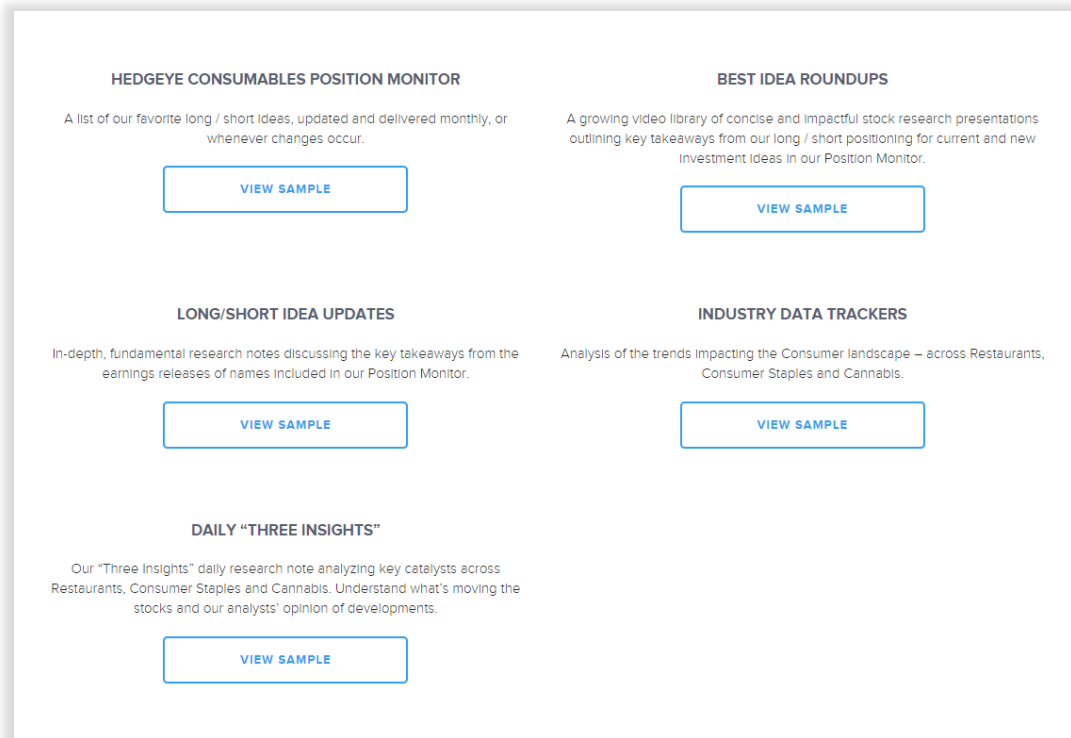 HEDGEYE CONSUMABLES POSITION MONITOR
A list of our favorite long / short ideas, updated and delivered monthly, or
whenever changes occur.
VIEW SAMPLE
BEST IDEA ROUNDUPS
A growing video library of concise and impactful stock research presentations
outlining key takeaways from our long / short positioning for current and new
investment ideas in our Position Monitor.
VIEW SAMPLE
LONG/SHORT IDEA UPDATES
In-depth, fundamental research notes discussing the key takeaways from the
earnings releases of names included in our Position Monitor.
VIEW SAMPLE
INDUSTRY DATA TRACKERS
Analysis of the trends impacting the Consumer landscape – across Restaurants,
Consumer Staples and Cannabis.
VIEW SAMPLE
DAILY “THREE INSIGHTS”
Our “Three Insights” daily research note analyzing key catalysts across
Restaurants, Consumer Staples and Cannabis. Understand what’s moving the
stocks and our analysts’ opinion of developments.
VIEW SAMPLE